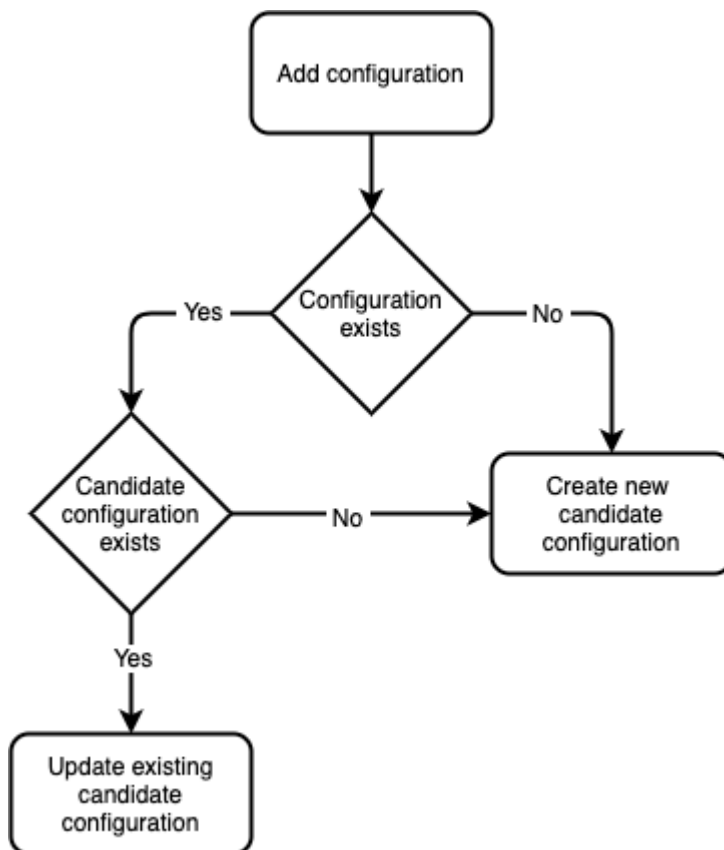 Add configuration
Configuration
exists
Yes
No
Candidate
configuration
exists
No
Create new
candidate
configuration
Yes
Update existing
candidate
configuration